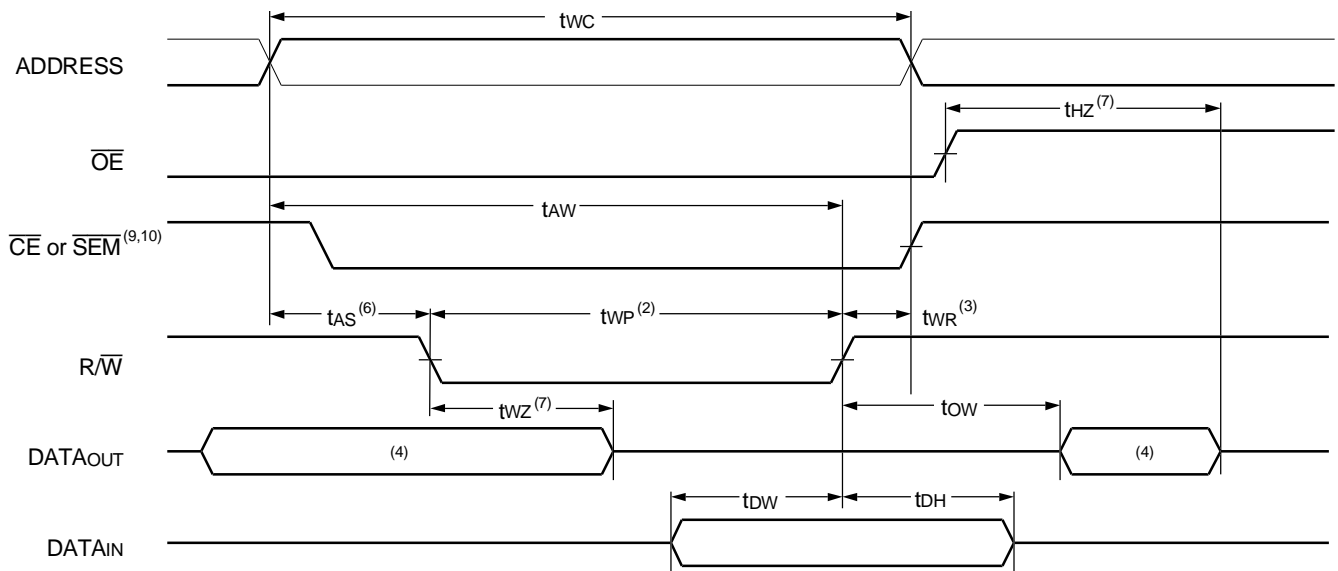 tWC
ADDRESS
tHZ(7)
OE
tAW
CE or SEM(9,10)
tAS(6)
tWP(2)
tWR(3)
R/W
tWZ(7)
tOW
DATAOUT
(4)
(4)
tDW
tDH
DATAIN